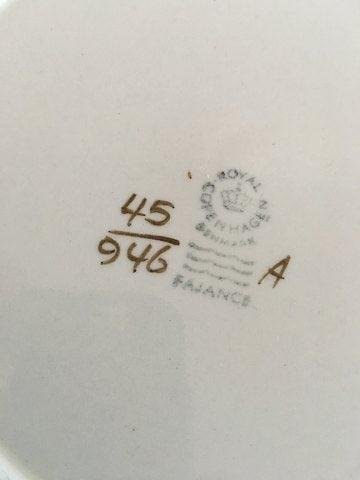 45
946
ROYAL COPENHAGEN
DENMARK
FAJANCE
A